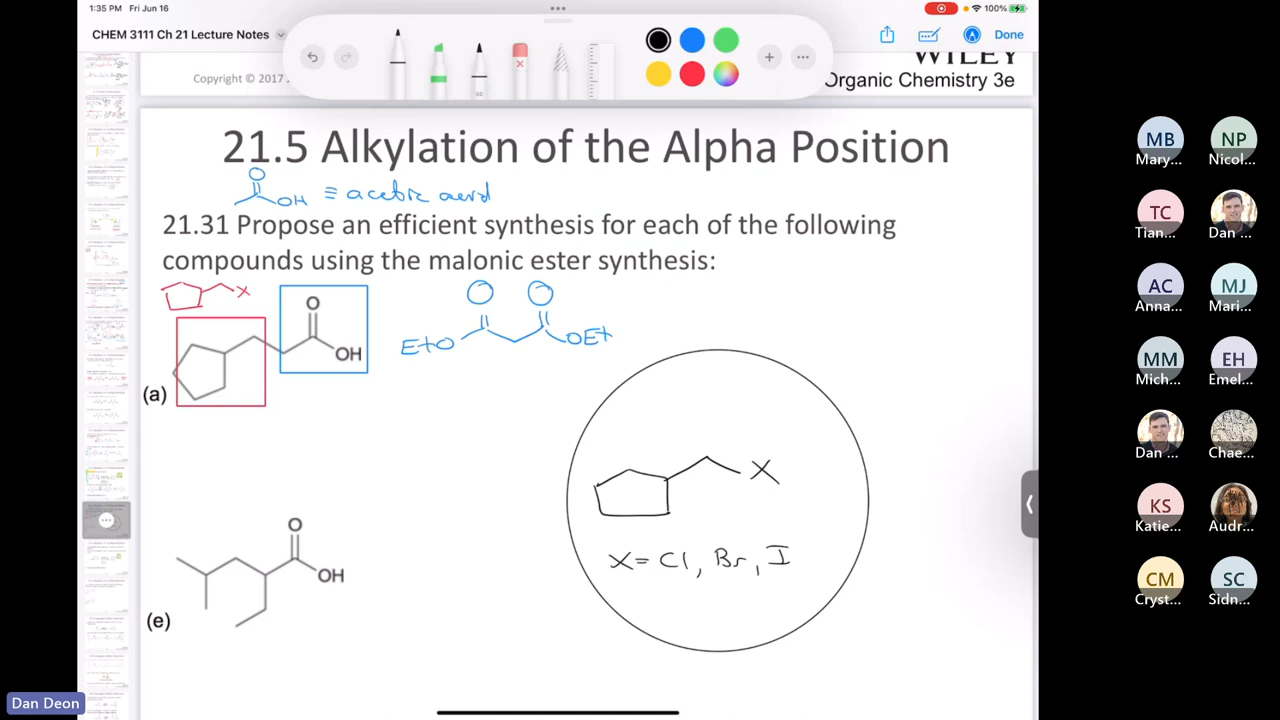 1:35 PM Fri Jun 16
100%
CHEM 3111 Ch 21 Lecture Notes
Done
WILEY
Copyright © 2017
Organic Chemistry 3e
21.5 Alkylation of the Alpha Position
O
OH ≡ acetic acid
21.31 Propose an efficient synthesis for each of the following
compounds using the malonic ester synthesis:
X
O
OH
(a)
O O
EtO OEt
X
X = Cl, Br, I
O
OH
(e)
MB
Mary...
NP
Nicol...
TC
Tian...
Dan ...
AC
Anna...
MJ
Mari...
MM
Mich...
EH
Emel...
Dan ...
Chae...
KS
Katie...
Audr...
CM
Cryst...
SC
Sidn...
Dan Deon